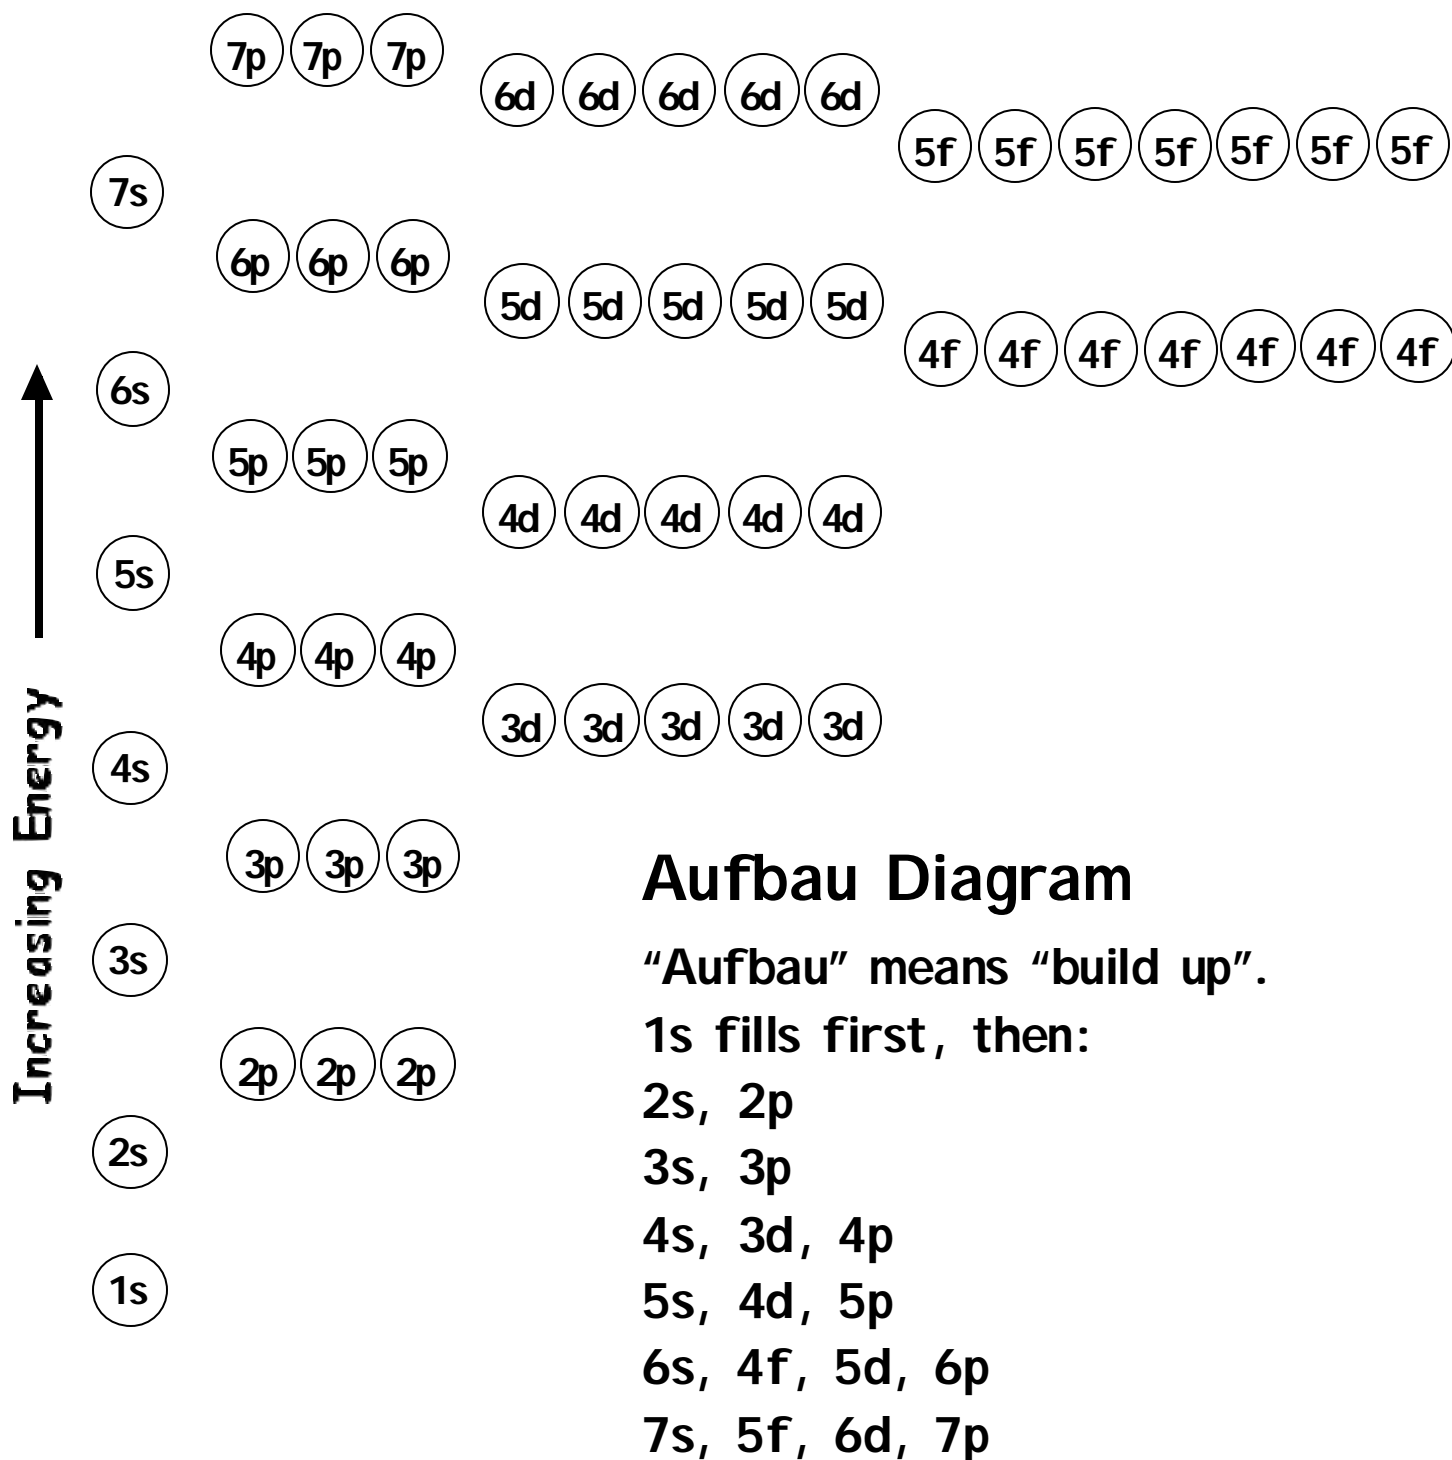 7p 7p 7p
6d 6d 6d 6d 6d
5f 5f 5f 5f 5f 5f 5f
7s
6p 6p 6p
5d 5d 5d 5d 5d
4f 4f 4f 4f 4f 4f 4f
6s
5p 5p 5p
4d 4d 4d 4d 4d
5s
4p 4p 4p
3d 3d 3d 3d 3d
4s
3p 3p 3p
3s
2p 2p 2p
2s
1s
Increasing Energy
Aufbau Diagram
“Aufbau” means “build up”.
1s fills first, then:
2s, 2p
3s, 3p
4s, 3d, 4p
5s, 4d, 5p
6s, 4f, 5d, 6p
7s, 5f, 6d, 7p